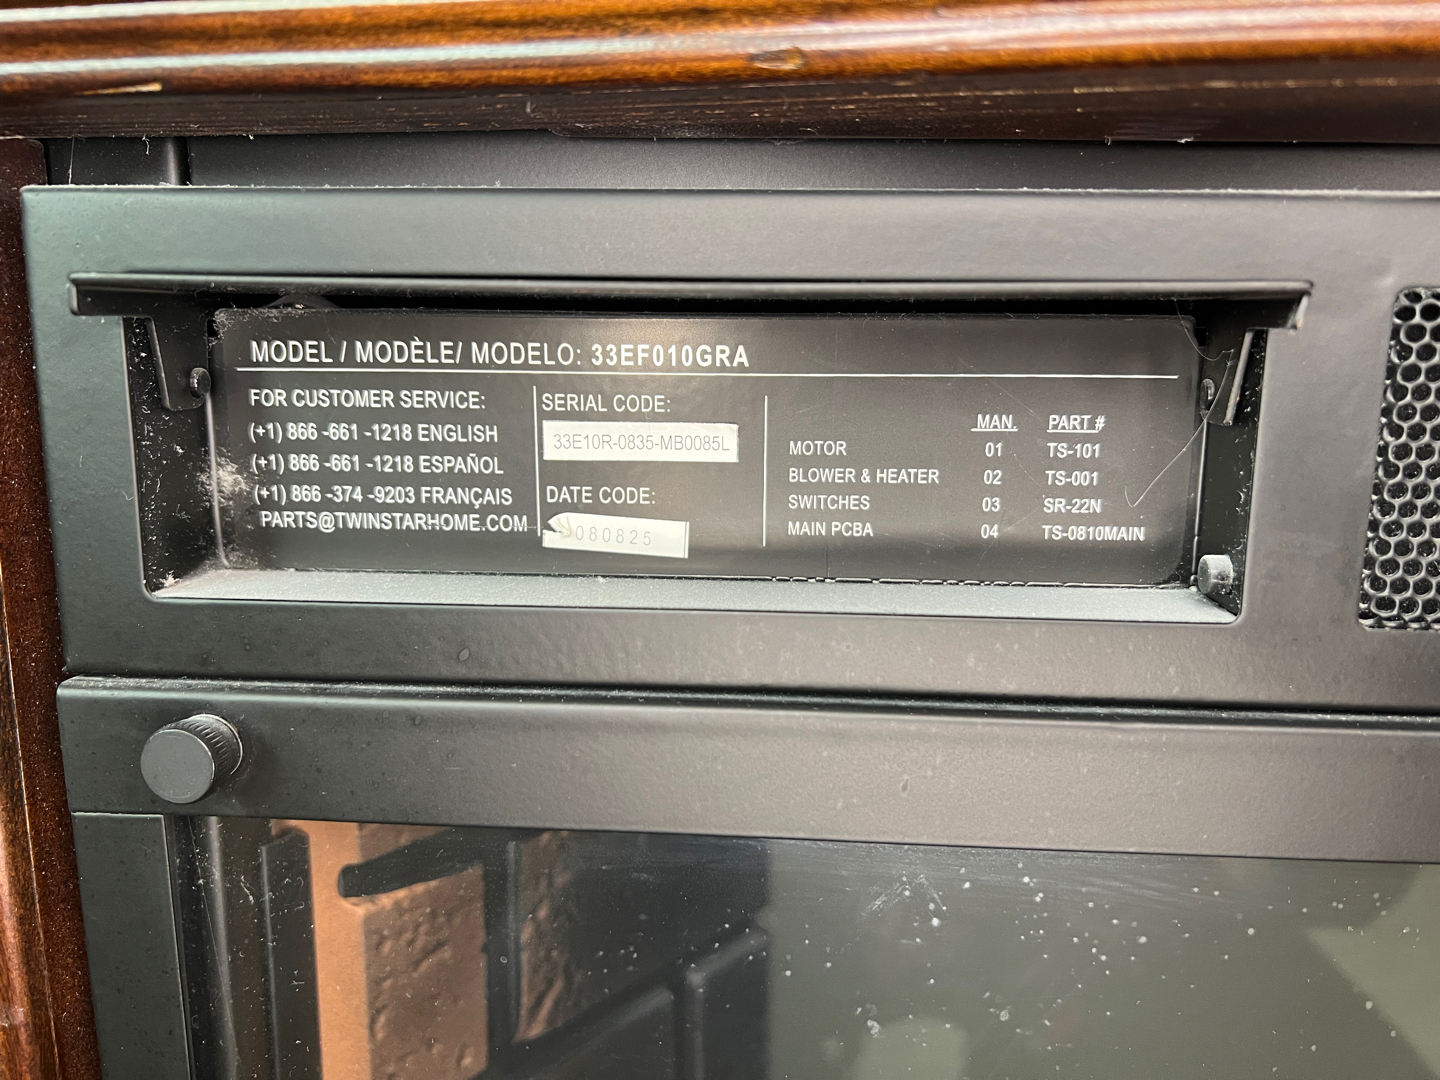 MODEL / MODÈLE/ MODELO: 33EF010GRA
FOR CUSTOMER SERVICE:
(+1) 866 -661 -1218 ENGLISH
(+1) 866 -661 -1218 ESPAÑOL
(+1) 866 -374 -9203 FRANÇAIS
PARTS@TWINSTARHOME.COM
SERIAL CODE:
33E10R-0835-MB0085L
DATE CODE:
080825
MAN. PART #
MOTOR 01 TS-101
BLOWER & HEATER 02 TS-001
SWITCHES 03 SR-22N
MAIN PCBA 04 TS-0810MAIN